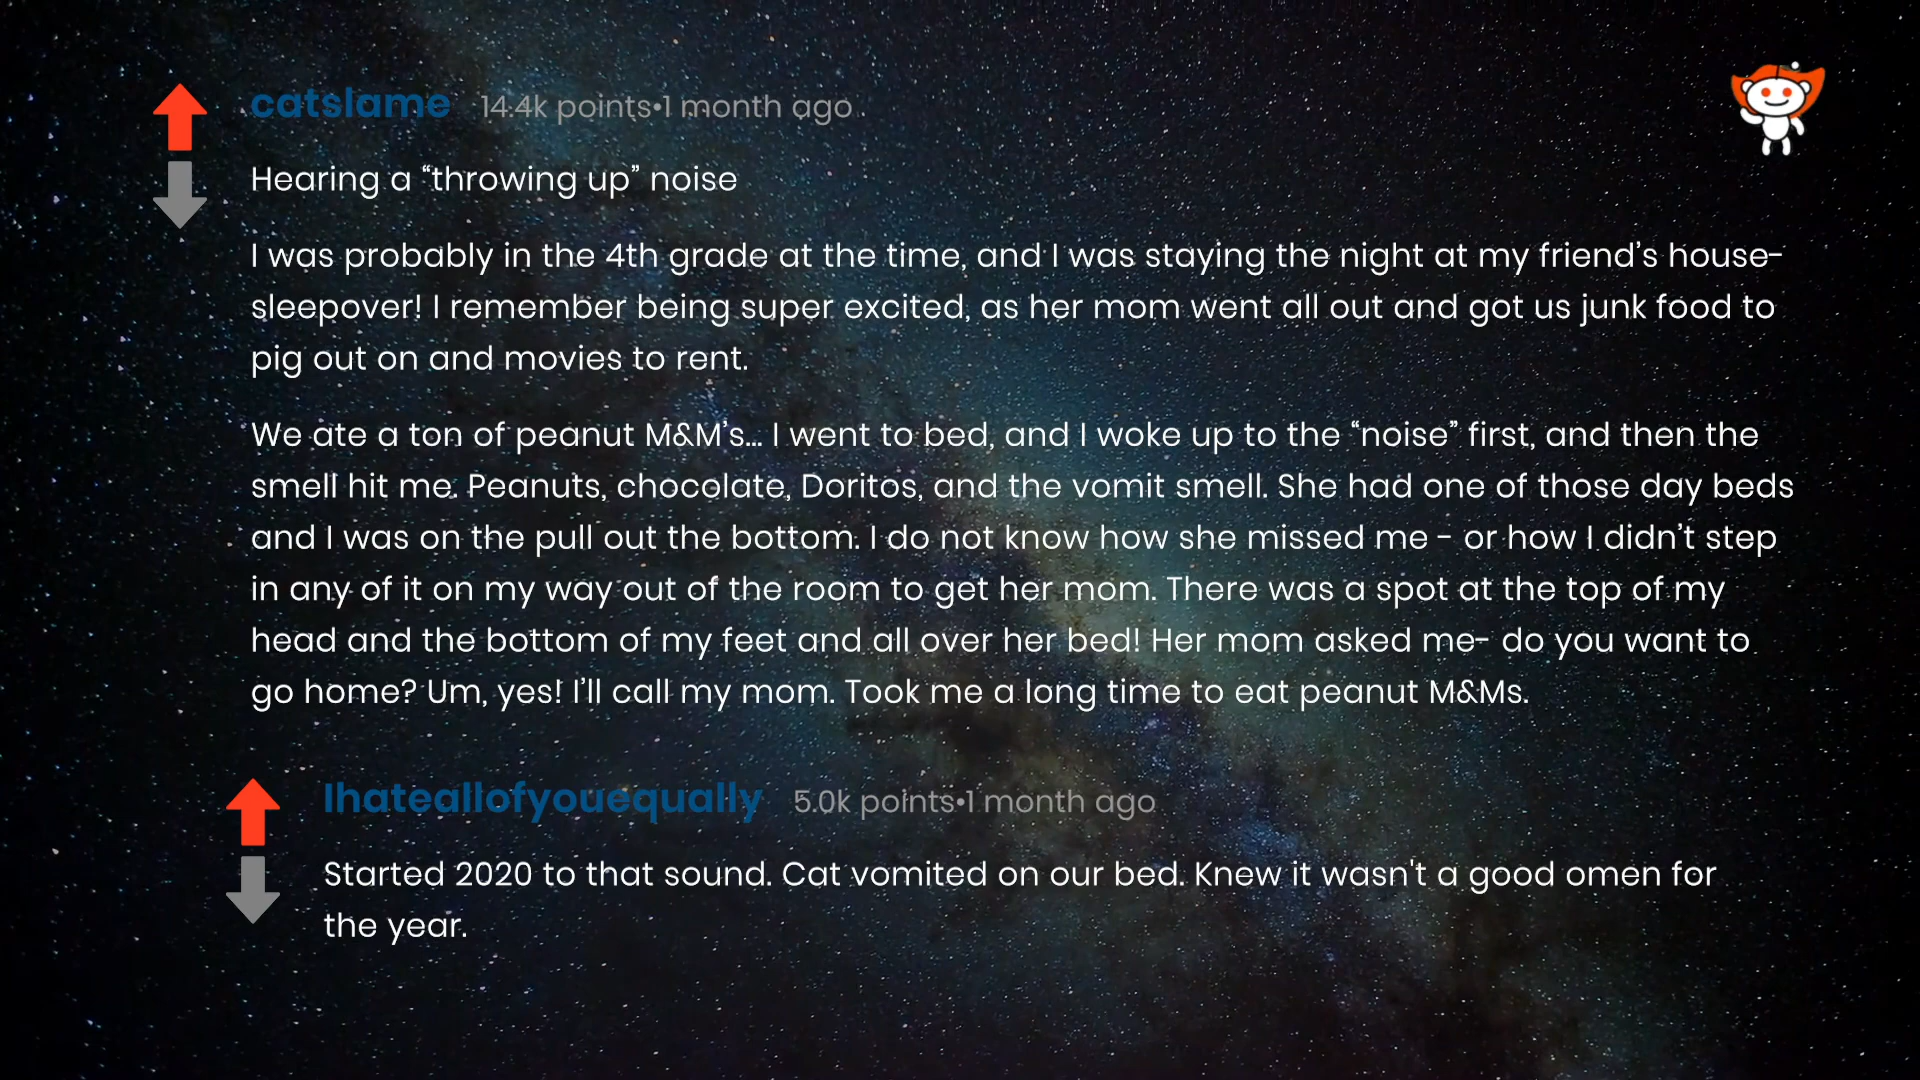 catslame 14.4k points•1 month ago
Hearing a “throwing up” noise
I was probably in the 4th grade at the time, and I was staying the night at my friend’s house-
sleepover! I remember being super excited, as her mom went all out and got us junk food to
pig out on and movies to rent.
We ate a ton of peanut M&M’s... I went to bed, and I woke up to the “noise” first, and then the
smell hit me. Peanuts, chocolate, Doritos, and the vomit smell. She had one of those day beds
and I was on the pull out the bottom. I do not know how she missed me - or how I didn’t step
in any of it on my way out of the room to get her mom. There was a spot at the top of my
head and the bottom of my feet and all over her bed! Her mom asked me- do you want to
go home? Um, yes! I’ll call my mom. Took me a long time to eat peanut M&Ms.
Ihateallofyouequally 5.0k points•1 month ago
Started 2020 to that sound. Cat vomited on our bed. Knew it wasn't a good omen for
the year.